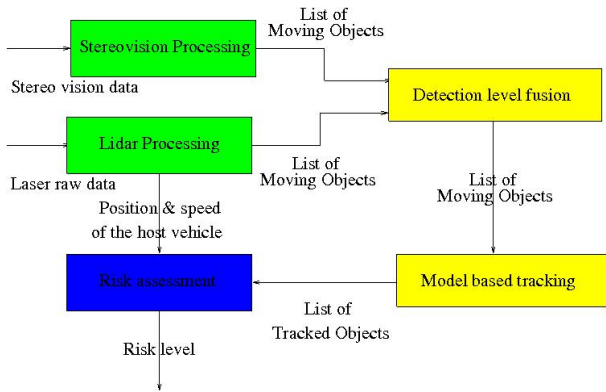 List of
Moving Objects
Stereovision Processing
Stereo vision data
Detection level fusion
Lidar Processing
List of
Moving Objects
Laser raw data
List of
Moving Objects
Position & speed
of the host vehicle
Risk assessment
Model based tracking
List of
Tracked Objects
Risk level